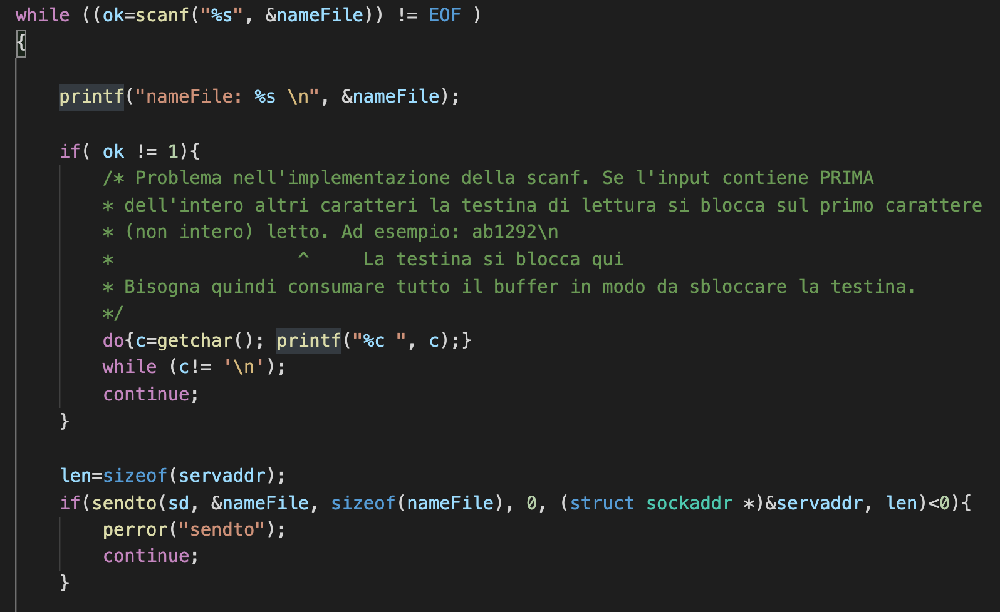 while ((ok=scanf("%s", &nameFile)) != EOF )
{
printf("nameFile: %s \n", &nameFile);
if( ok != 1){
/* Problema nell'implementazione della scanf. Se l'input contiene PRIMA
* dell'intero altri caratteri la testina di lettura si blocca sul primo carattere
* (non intero) letto. Ad esempio: ab1292\n
* ^ La testina si blocca qui
* Bisogna quindi consumare tutto il buffer in modo da sbloccare la testina.
*/
do{c=getchar(); printf("%c ", c);}
while (c!= '\n');
continue;
}
len=sizeof(servaddr);
if(sendto(sd, &nameFile, sizeof(nameFile), 0, (struct sockaddr *)&servaddr, len)<0){
perror("sendto");
continue;
}